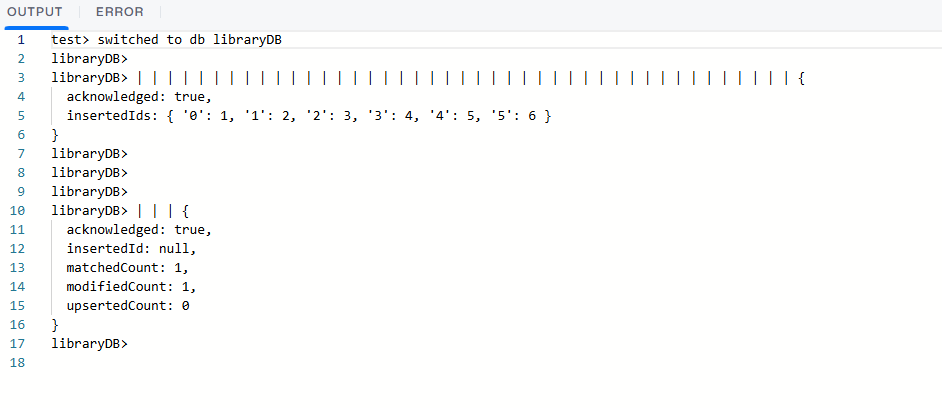 OUTPUT ERROR
1 test> switched to db libraryDB
2 libraryDB>
3 libraryDB> | | | | | | | | | | | | | | | | | | | | | | | | | | | | | | | | | | | | | | | | | | | {
4 acknowledged: true,
5 insertedIds: { '0': 1, '1': 2, '2': 3, '3': 4, '4': 5, '5': 6 }
6 }
7 libraryDB>
8 libraryDB>
9 libraryDB>
10 libraryDB> | | | {
11 acknowledged: true,
12 insertedId: null,
13 matchedCount: 1,
14 modifiedCount: 1,
15 upsertedCount: 0
16 }
17 libraryDB>
18